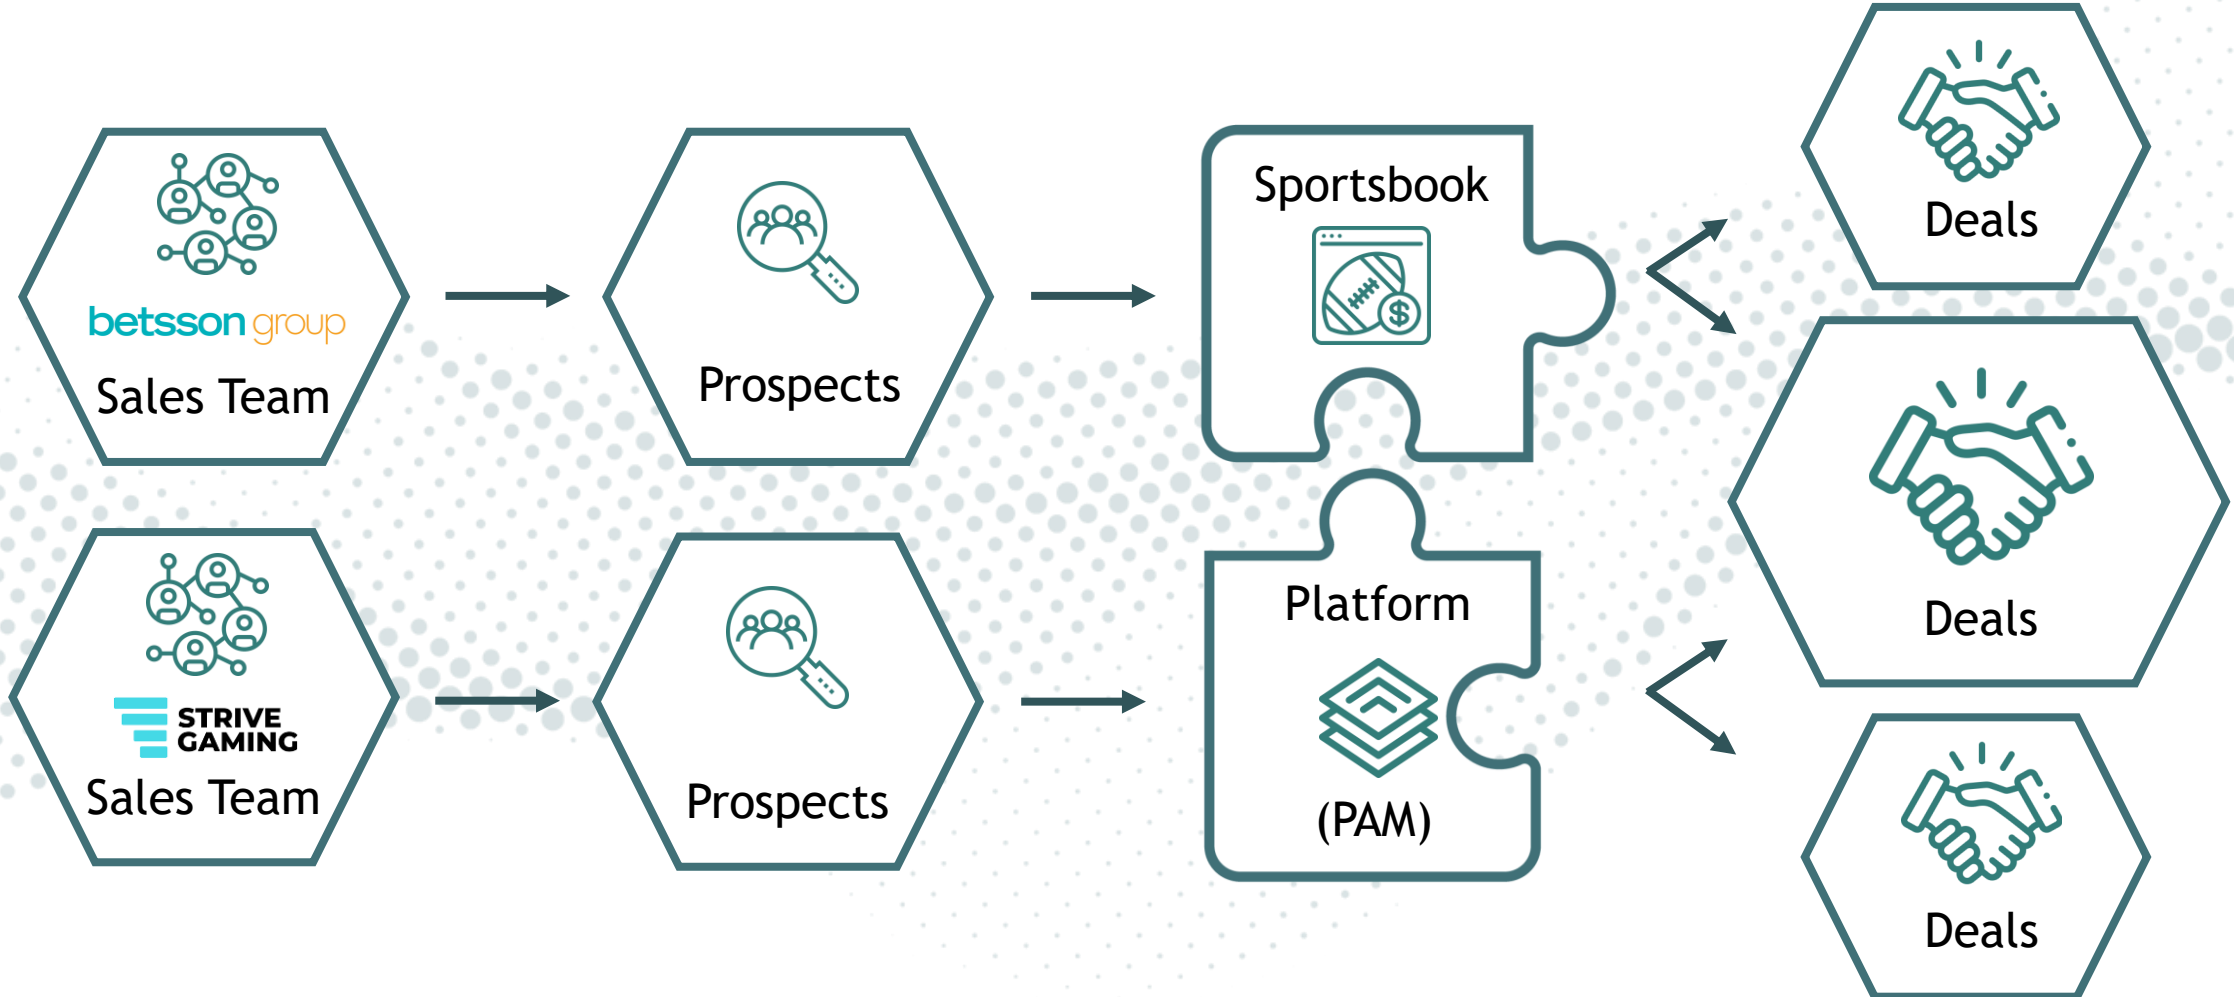 betsson group
Sales Team
Prospects
Sportsbook
$
Deals
Deals
STRIVE
GAMING
Sales Team
Prospects
Platform
(PAM)
Deals